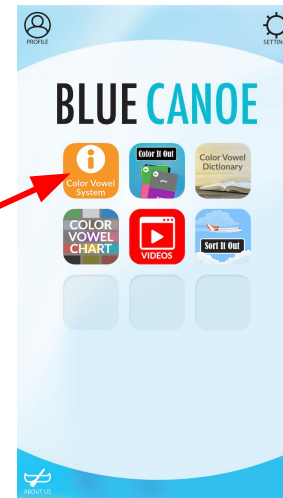 PROFILE
SETTIN
BLUE CANOE
Color Vowel
System
Color It Out
play
Color Vowel
Dictionary
COLOR
VOWEL
CHART
VIDEOS
Sort It Out
ABOUT US